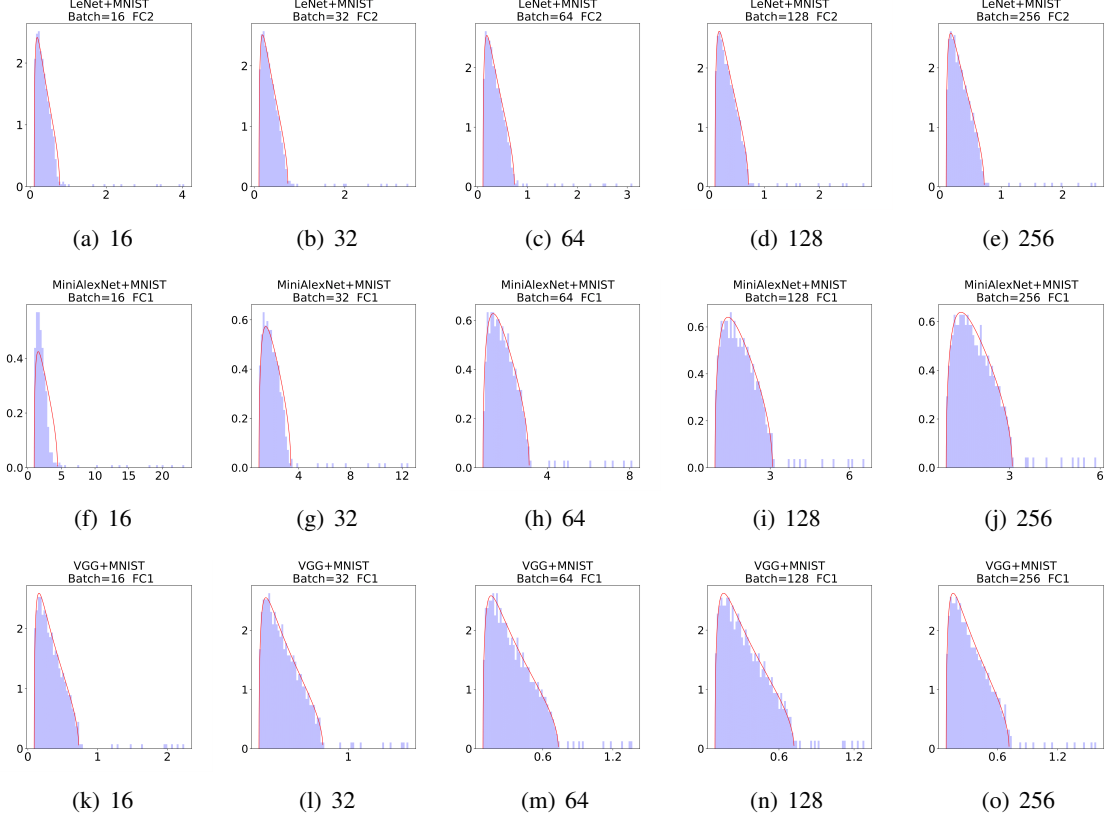 LeNet+MNIST
Batch=16 FC2
2
1
0
0 2 4
(a) 16
LeNet+MNIST
Batch=32 FC2
2
1
0
2
(b) 32
LeNet+MNIST
Batch=64 FC2
2
1
0
0 1 2 3
(c) 64
LeNet+MNIST
Batch=128 FC2
2
1
0
0 1 2
(d) 128
LeNet+MNIST
Batch=256 FC2
2
1
0
1 2
(e) 256
MiniAlexNet+MNIST
Batch=16 FC1
0.4
0.2
0.0
0 5 10 15 20
(f) 16
MiniAlexNet+MNIST
Batch=32 FC1
0.6
0.4
0.2
0.0
4 8 12
(g) 32
MiniAlexNet+MNIST
Batch=64 FC1
0.6
0.4
0.2
0.0
4 8
(h) 64
MiniAlexNet+MNIST
Batch=128 FC1
0.6
0.4
0.2
0.0
3 6
(i) 128
MiniAlexNet+MNIST
Batch=256 FC1
0.6
0.4
0.2
0.0
3 6
(j) 256
VGG+MNIST
Batch=16 FC1
2
1
0
0 1 2
(k) 16
VGG+MNIST
Batch=32 FC1
2
1
0
1
(l) 32
VGG+MNIST
Batch=64 FC1
2
1
0
0.6 1.2
(m) 64
VGG+MNIST
Batch=128 FC1
2
1
0
0.6 1.2
(n) 128
VGG+MNIST
Batch=256 FC1
2
1
0
0.6 1.2
(o) 256